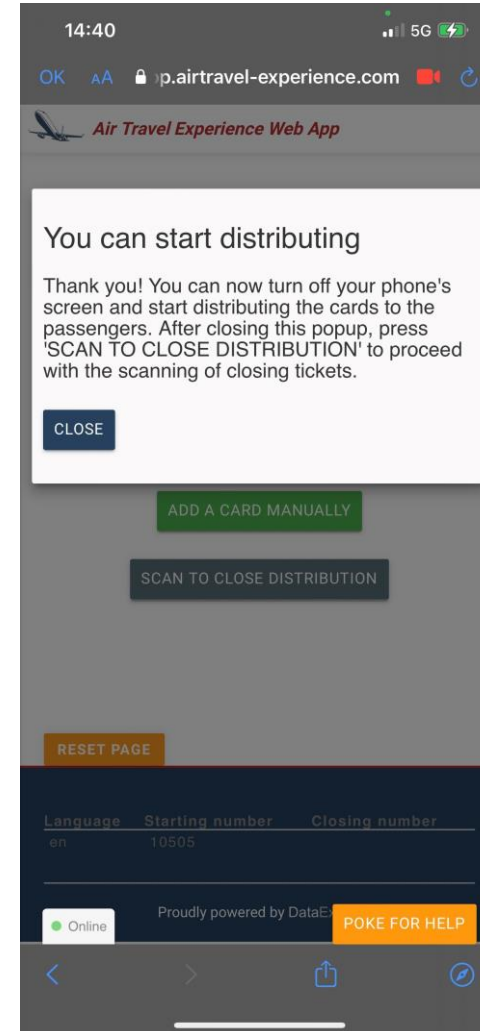 14:40
5G
OK AA p.airtravel-experience.com
Air Travel Experience Web App
You can start distributing
Thank you! You can now turn off your phone's
screen and start distributing the cards to the
passengers. After closing this popup, press
'SCAN TO CLOSE DISTRIBUTION' to proceed
with the scanning of closing tickets.
CLOSE
ADD A CARD MANUALLY
SCAN TO CLOSE DISTRIBUTION
RESET PAGE
Language Starting number Closing number
en 10505
Proudly powered by
Online
POKE FOR HELP